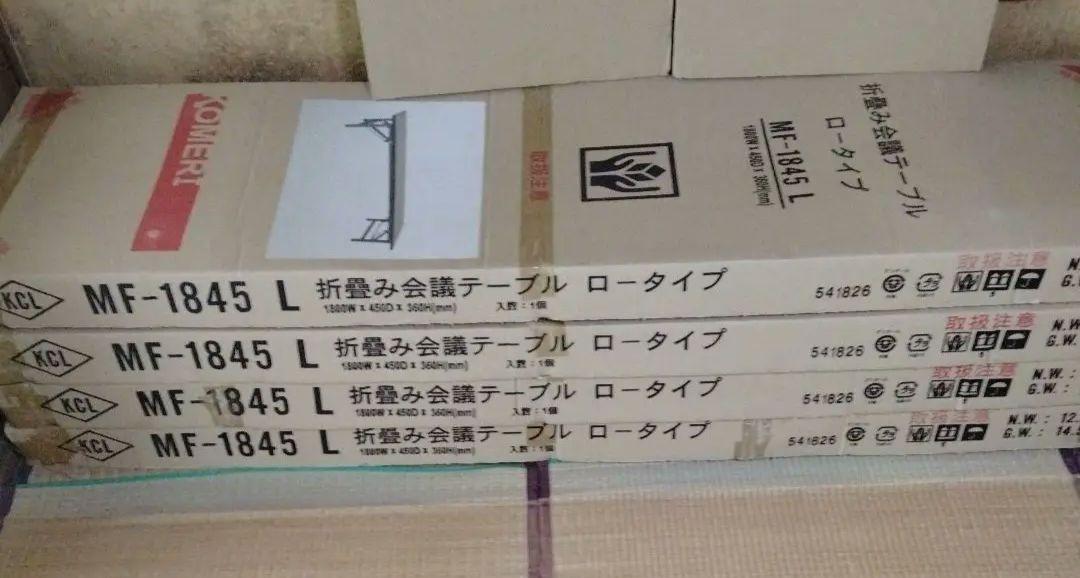 KOMERI
取扱注意
折畳み会議テーブル
ロータイプ
MF-1845 L
1800W x 450D x 360H(mm)
KCL MF-1845 L 折畳み会議テーブル ロータイプ
1800W x 450D x 360H(mm) 入数:1個
541826
取扱注意
N.
G.
KCL MF-1845 L 折畳み会議テーブル ロータイプ
1800W x 450D x 360H(mm) 入数:1個
541826
取扱注意
N.W.
G.W.
KCL MF-1845 L 折畳み会議テーブル ロータイプ
1800W x 450D x 360H(mm) 入数:1個
541826
取扱注意
N.W. :
G.W. :
KCL MF-1845 L 折畳み会議テーブル ロータイプ
1800W x 450D x 360H(mm) 入数:1個
541826
取扱注意
N.W. : 12.
G.W. : 14.